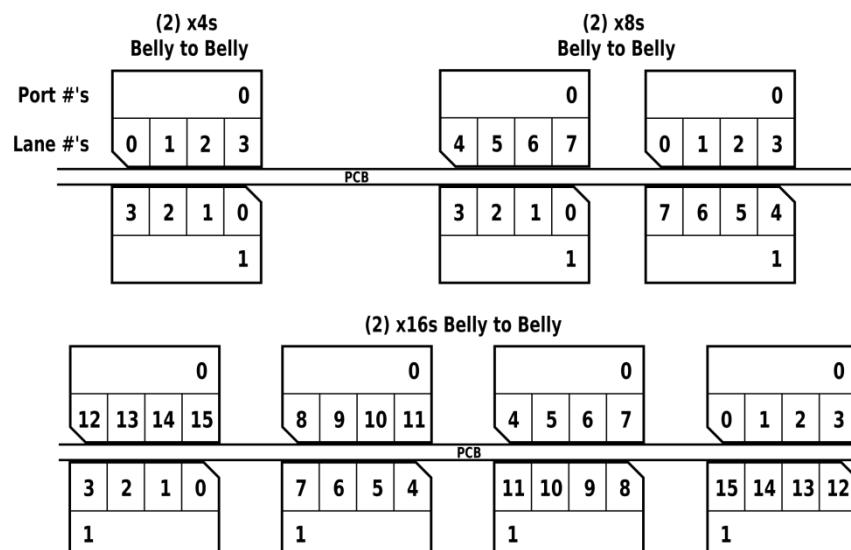 (2) x4s
Belly to Belly
(2) x8s
Belly to Belly
Port #'s 0 0 0
Lane #'s 0 1 2 3 4 5 6 7 0 1 2 3
PCB
3 2 1 0 3 2 1 0 7 6 5 4
1 1 1
(2) x16s Belly to Belly
0 0 0 0
12 13 14 15 8 9 10 11 4 5 6 7 0 1 2 3
PCB
3 2 1 0 7 6 5 4 11 10 9 8 15 14 13 12
1 1 1 1